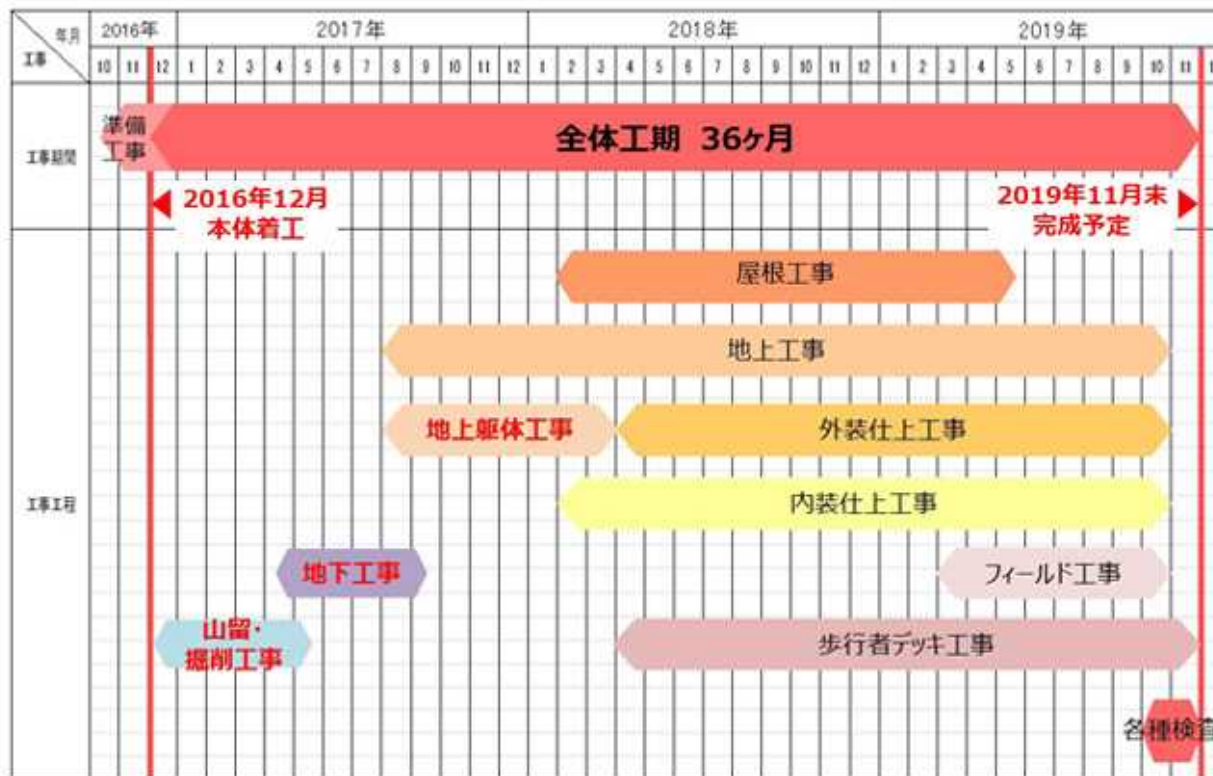 年月
工事
2016年 2017年 2018年 2019年
10 11 12 1 2 3 4 5 6 7 8 9 10 11 12 1 2 3 4 5 6 7 8 9 10 11 12 1 2 3 4 5 6 7 8 9 10 11
工事期間
準備
工事
全体工期 36ヶ月
2016年12月
本体着工
2019年11月末
完成予定
工事工程
屋根工事
地上工事
地上躯体工事
外装仕上工事
内装仕上工事
地下工事
フィールド工事
山留・
掘削工事
歩行者デッキ工事
各種検査